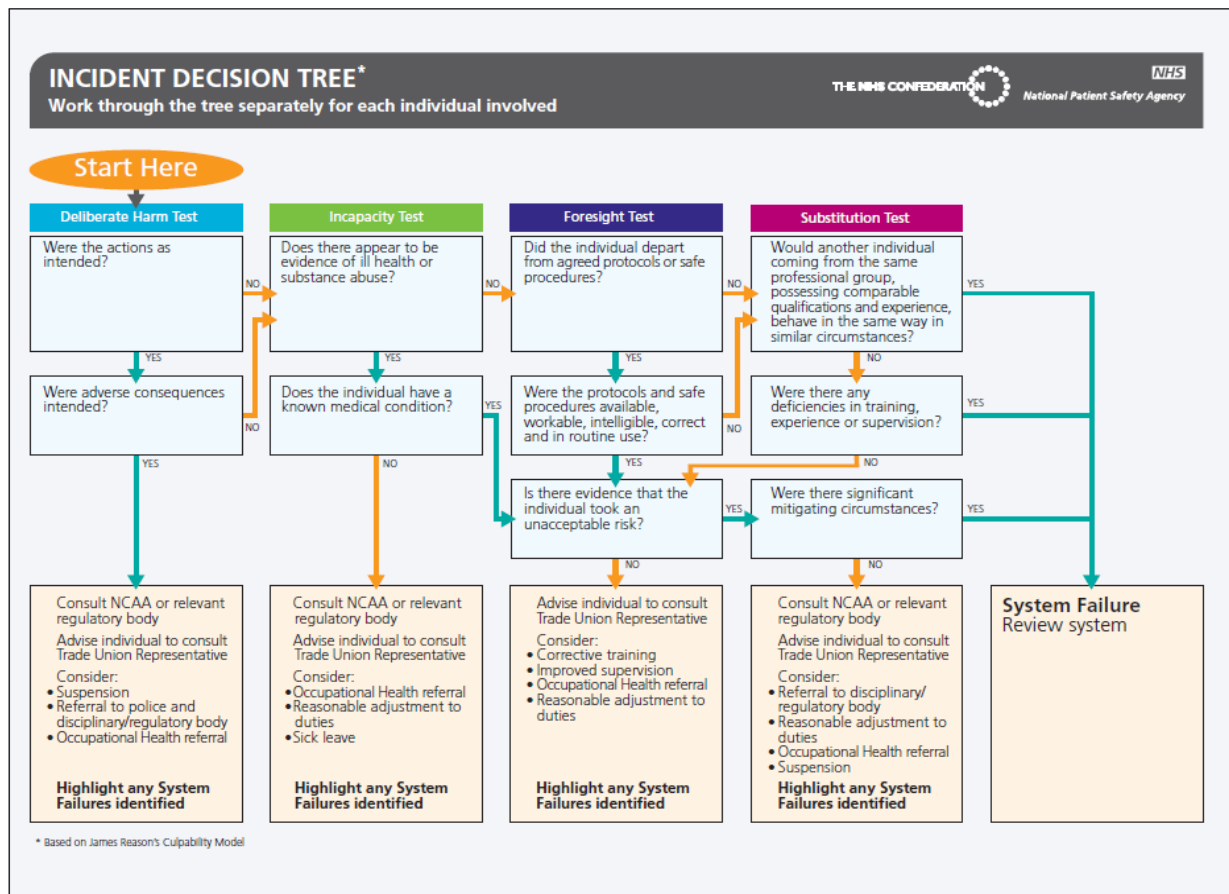 INCIDENT DECISION TREE*
Work through the tree separately for each individual involved
THE NHS CONFEDERATION
NHS
National Patient Safety Agency
Start Here
Deliberate Harm Test
Were the actions as
intended?
NO
YES
Were adverse consequences
intended?
NO
YES
Consult NCAA or relevant
regulatory body
Advise individual to consult
Trade Union Representative
Consider:
• Suspension
• Referral to police and
disciplinary/regulatory body
• Occupational Health referral
Highlight any System
Failures identified
Incapacity Test
Does there appear to be
evidence of ill health or
substance abuse?
NO
YES
Does the individual have a
known medical condition?
YES
NO
Consult NCAA or relevant
regulatory body
Advise individual to consult
Trade Union Representative
Consider:
• Occupational Health referral
• Reasonable adjustment to
duties
• Sick leave
Highlight any System
Failures identified
Foresight Test
Did the individual depart
from agreed protocols or safe
procedures?
NO
YES
Were the protocols and safe
procedures available,
workable, intelligible, correct
and in routine use?
NO
YES
Is there evidence that the
individual took an
unacceptable risk?
YES
NO
Advise individual to consult
Trade Union Representative
Consider:
• Corrective training
• Improved supervision
• Occupational Health referral
• Reasonable adjustment to
duties
Highlight any System
Failures identified
Substitution Test
Would another individual
coming from the same
professional group,
possessing comparable
qualifications and experience,
behave in the same way in
similar circumstances?
YES
NO
Were there any
deficiencies in training,
experience or supervision?
YES
NO
Were there significant
mitigating circumstances?
YES
NO
Consult NCAA or relevant
regulatory body
Advise individual to consult
Trade Union Representative
Consider:
• Referral to disciplinary/
regulatory body
• Reasonable adjustment to
duties
• Occupational Health referral
• Suspension
Highlight any System
Failures identified
System Failure
Review system
* Based on James Reason's Culpability Model